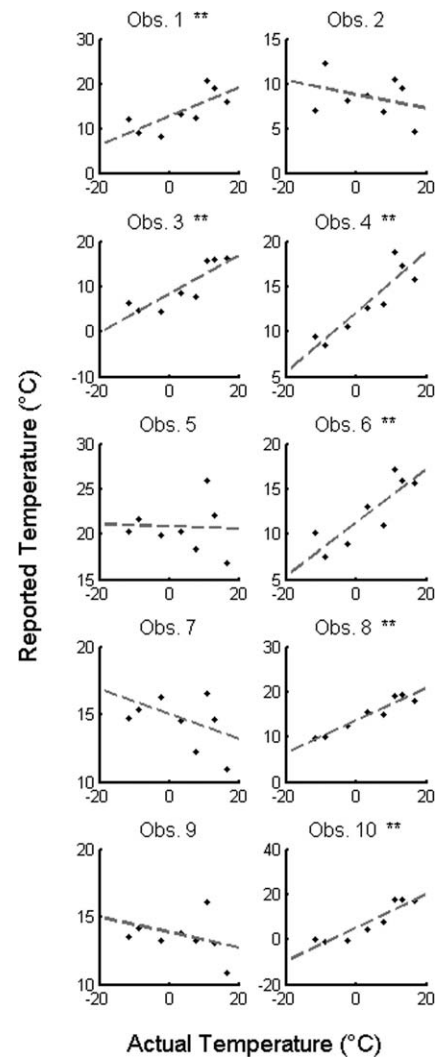 Obs. 1 ** Obs. 2
30 15
20 10
10 5
0 0
-20 0 20 -20 0 20
Obs. 3 ** Obs. 4 **
20 20
10 15
0 10
-10 5
-20 0 20 -20 0 20
Obs. 5 Obs. 6 **
30 20
25 15
20 10
15 5
-20 0 20 -20 0 20
Obs. 7 Obs. 8 **
20 30
20
15
10
10 0
-20 0 20 -20 0 20
Obs. 9 Obs. 10 **
20 40
20
15
0
10 -20
-20 0 20 -20 0 20
Reported Temperature (°C)
Actual Temperature (°C)